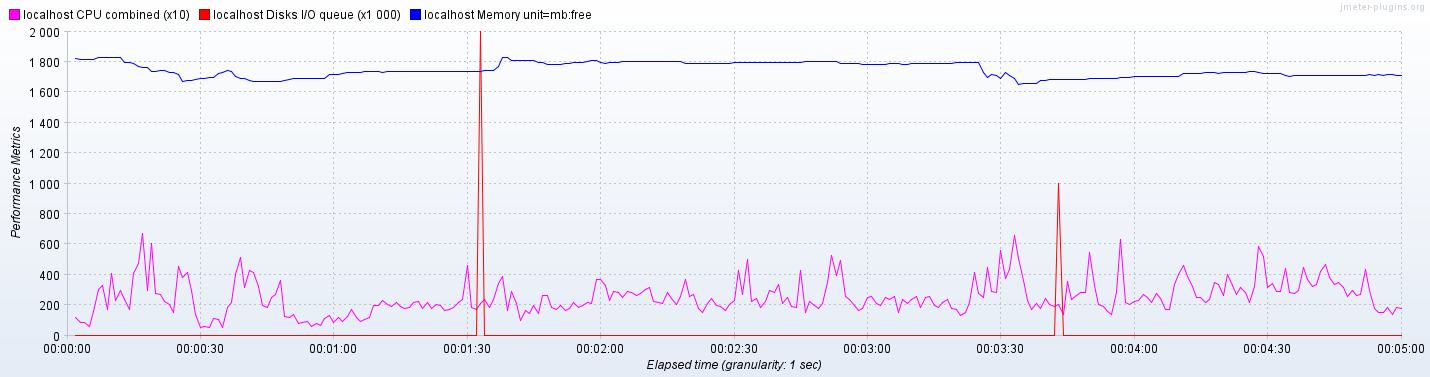 localhost CPU combined (x10) localhost Disks I/O queue (x1 000) localhost Memory unit=mb:free
jmeter-plugins.org
2 000
1 800
1 600
1 400
1 200
1 000
800
600
400
200
0
Performance Metrics
00:00:00 00:00:30 00:01:00 00:01:30 00:02:00 00:02:30 00:03:00 00:03:30 00:04:00 00:04:30 00:05:00
Elapsed time (granularity: 1 sec)